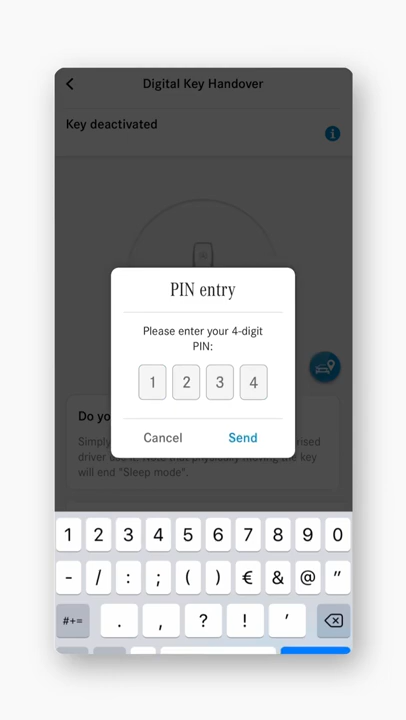 Digital Key Handover
Key deactivated
i
PIN entry
Please enter your 4-digit
PIN:
1 2 3 4
Cancel Send
Do yo
Simply rised
driver key
will end "Sleep mode".
1 2 3 4 5 6 7 8 9 0
- / : ; ( ) € & @ "
#+= . , ? ! '